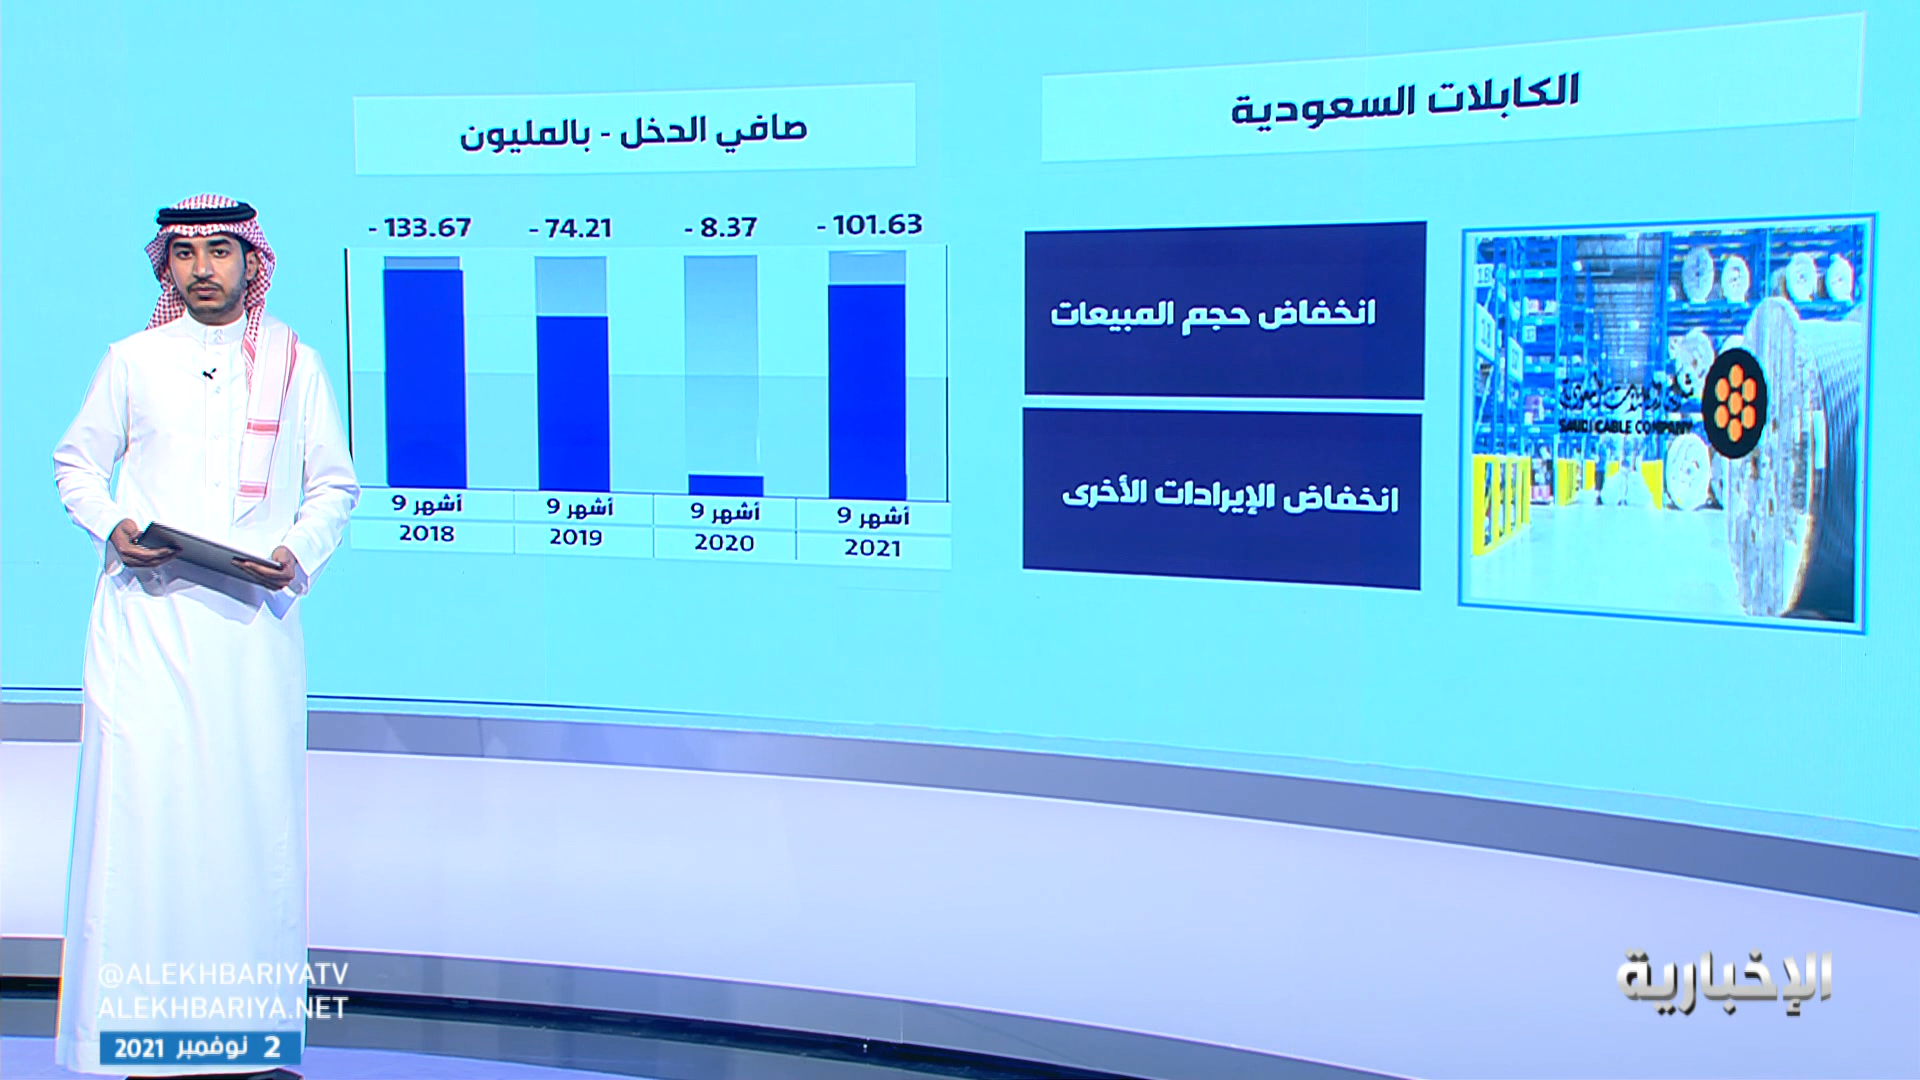 الكابلات السعودية
صافي الدخل - بالمليون
انخفاض حجم المبيعات
انخفاض الإيرادات الأخرى
SAUDI CABLE COMPANY
- 133.67
- 74.21
- 8.37
- 101.63
9 أشهر
2018
9 أشهر
2019
9 أشهر
2020
9 أشهر
2021
18
18
الإخبارية
@ALEKHBARIYATV
ALEKHBARIYA.NET
2 نوفمبر 2021